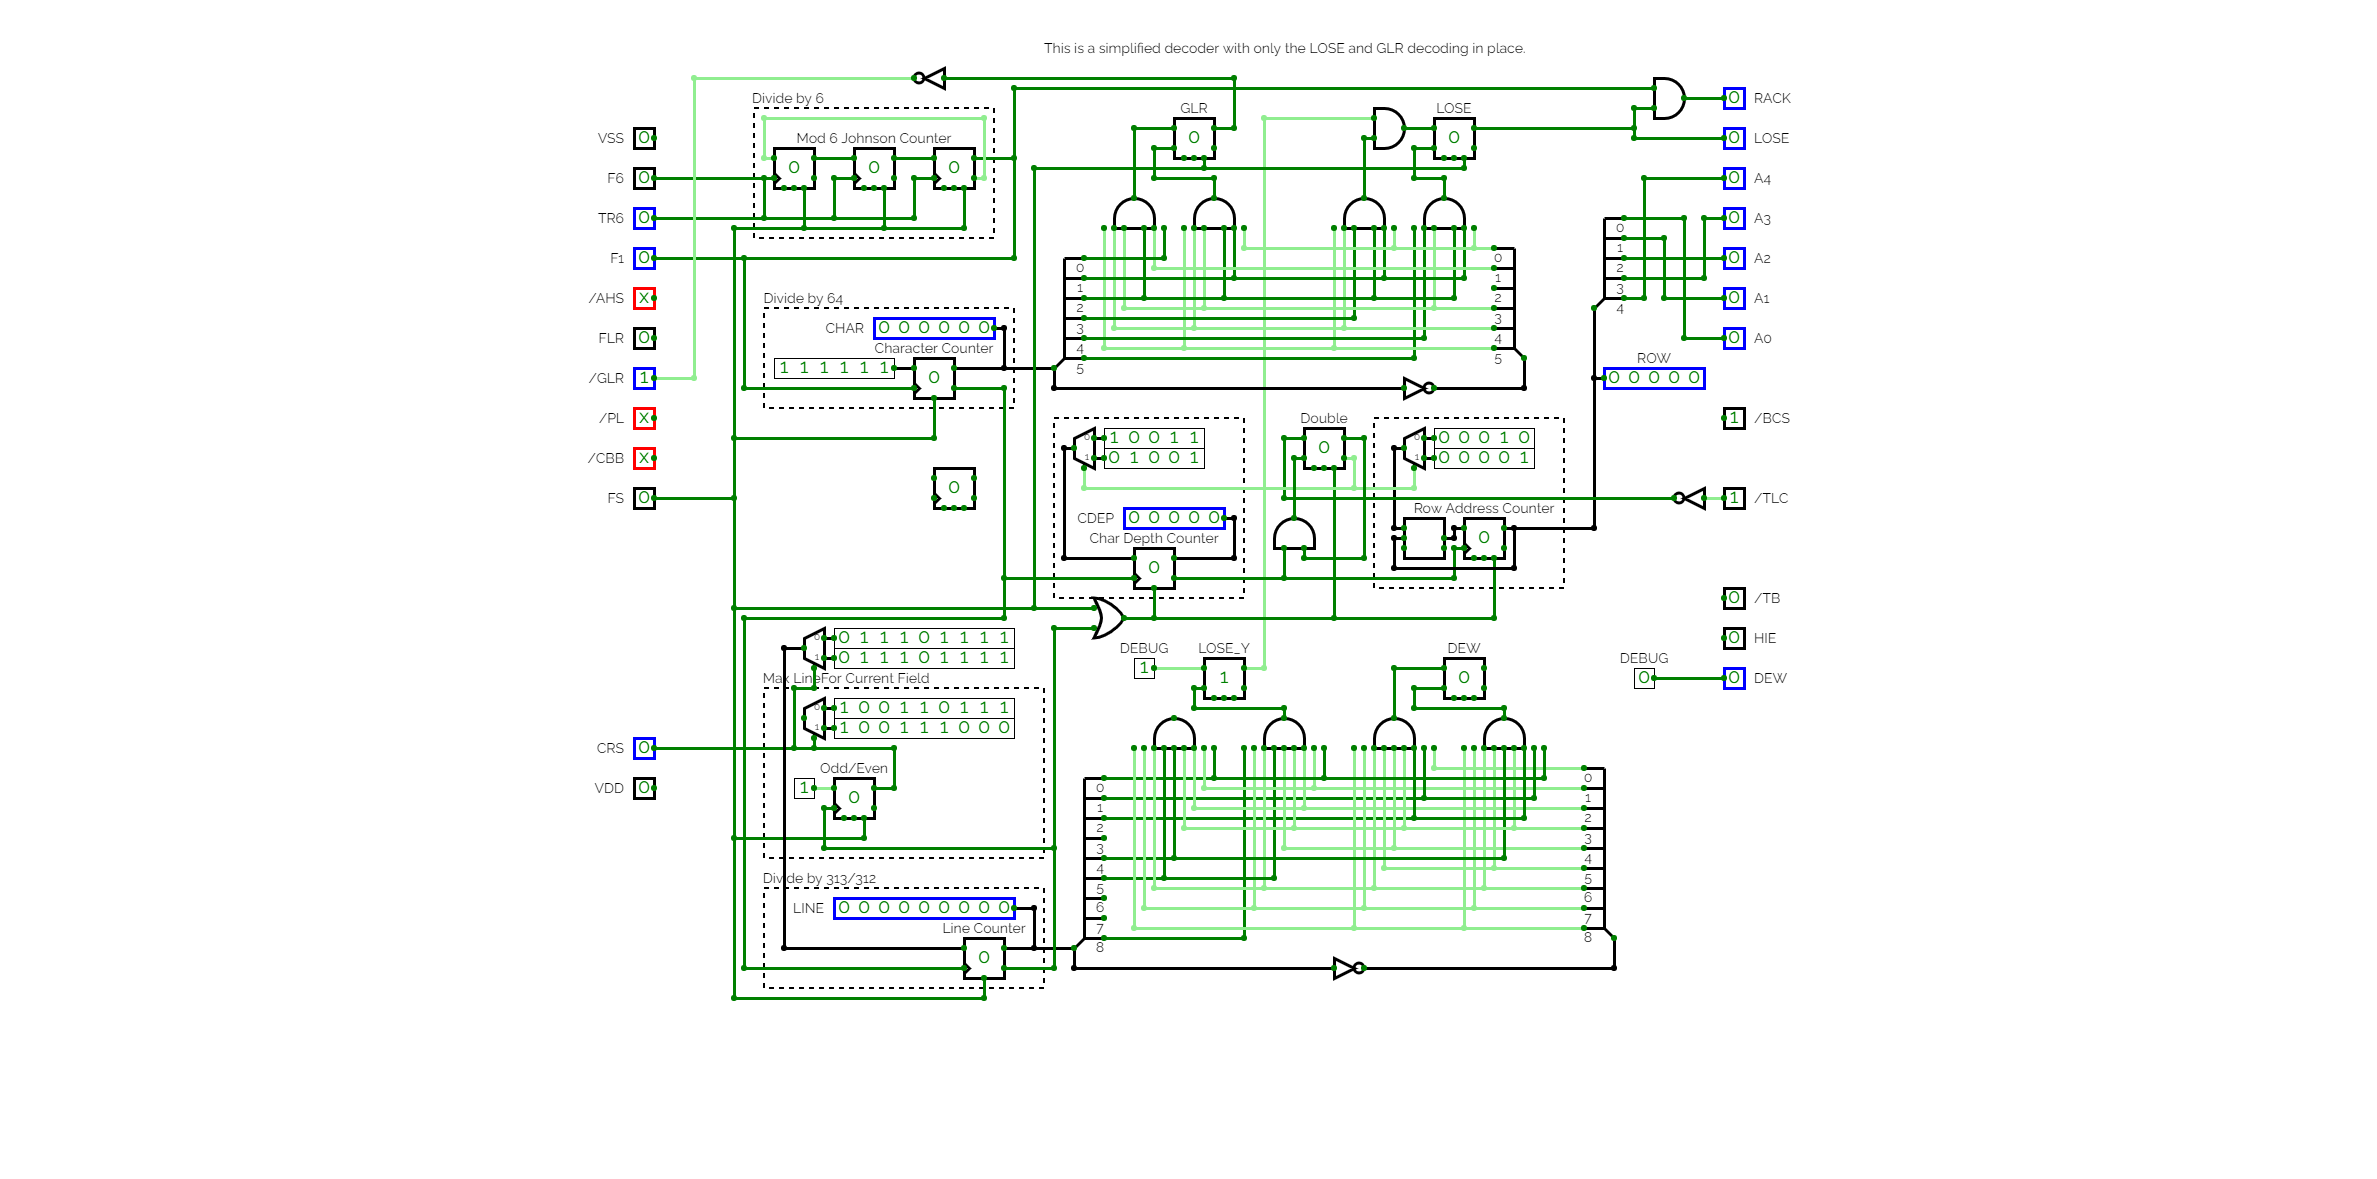 This is a simplified decoder with only the LOSE and GLR decoding in place.
Divide by 6
Mod 6 Johnson Counter
0 0 0
GLR
0
LOSE
0
VSS 0
F6 0
TR6 0
F1 0
/AHS X
FLR 0
/GLR 1
/PL X
/CBB X
FS 0
CRS 0
VDD 0
0 RACK
0 LOSE
0 A4
0 A3
0 A2
0 A1
0 A0
ROW
0 0 0 0 0
1 /BCS
1 /TLC
0 /TB
0 HIE
0 DEW
DEBUG
0
Divide by 64
CHAR 0 0 0 0 0 0
Character Counter
1 1 1 1 1 1
0
0
0
1
2
3
4
5
0
1
2
3
4
5
0
1
2
3
4
0
1
1 0 0 1 1
0 1 0 0 1
CDEP 0 0 0 0 0
Char Depth Counter
0
Double
0
0
1
0 0 0 1 0
0 0 0 0 1
Row Address Counter
0
0
1
0 1 1 1 0 1 1 1 1
0 1 1 1 0 1 1 1 1
Max LineFor Current Field
0
1
1 0 0 1 1 0 1 1 1
1 0 0 1 1 1 0 0 0
Odd/Even
1
0
Divide by 313/312
LINE 0 0 0 0 0 0 0 0 0
Line Counter
0
DEBUG
1
LOSE_Y
1
DEW
0
0
1
2
3
4
5
6
7
8
0
1
2
3
4
5
6
7
8